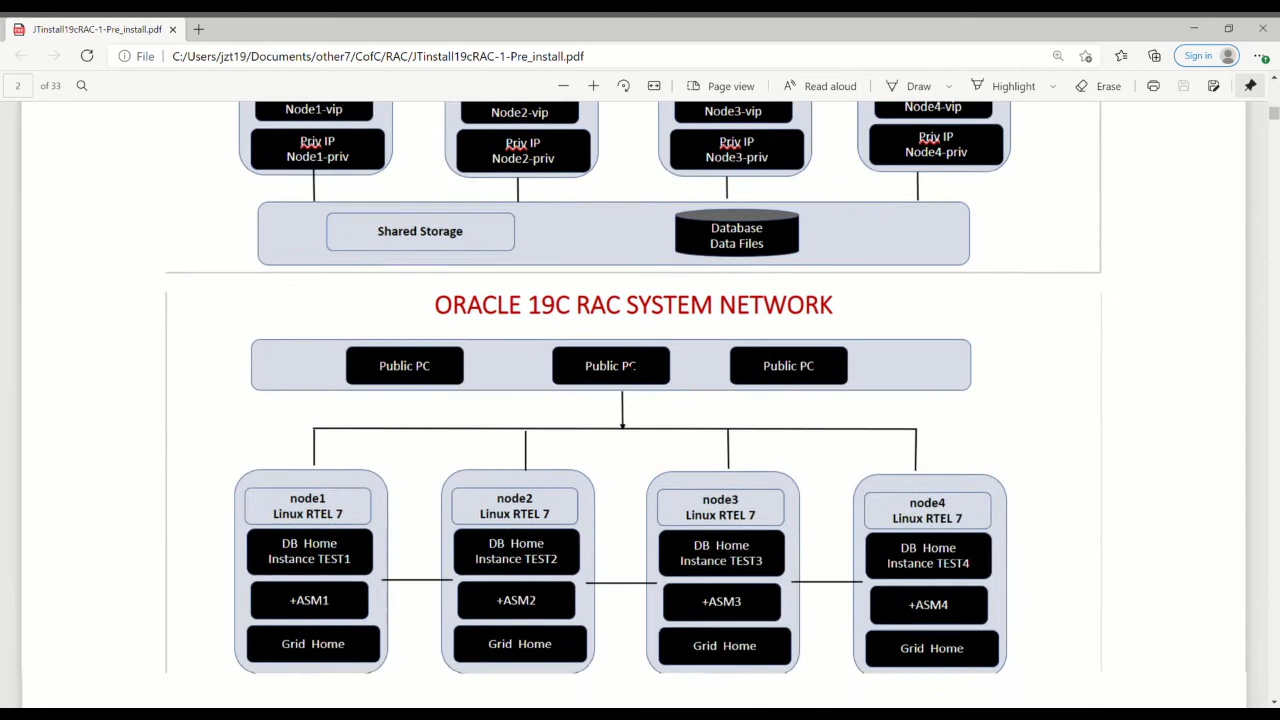 JTinstall19cRAC-1-Pre_install.pdf
File C:/Users/jzt19/Documents/other7/CofC/RAC/JTinstall19cRAC-1-Pre_install.pdf Sign in
2 of 33 Page view Read aloud Draw Highlight Erase
Node1-vip Node2-vip Node3-vip Node4-vip
Priv IP Priv IP Priv IP Priv IP
Node1-priv Node2-priv Node3-priv Node4-priv
Shared Storage
Database
Data Files
ORACLE 19C RAC SYSTEM NETWORK
Public PC Public PC Public PC
node1 node2 node3 node4
Linux RTEL 7 Linux RTEL 7 Linux RTEL 7 Linux RTEL 7
DB Home DB Home DB Home DB Home
Instance TEST1 Instance TEST2 Instance TEST3 Instance TEST4
+ASM1 +ASM2 +ASM3 +ASM4
Grid Home Grid Home Grid Home Grid Home